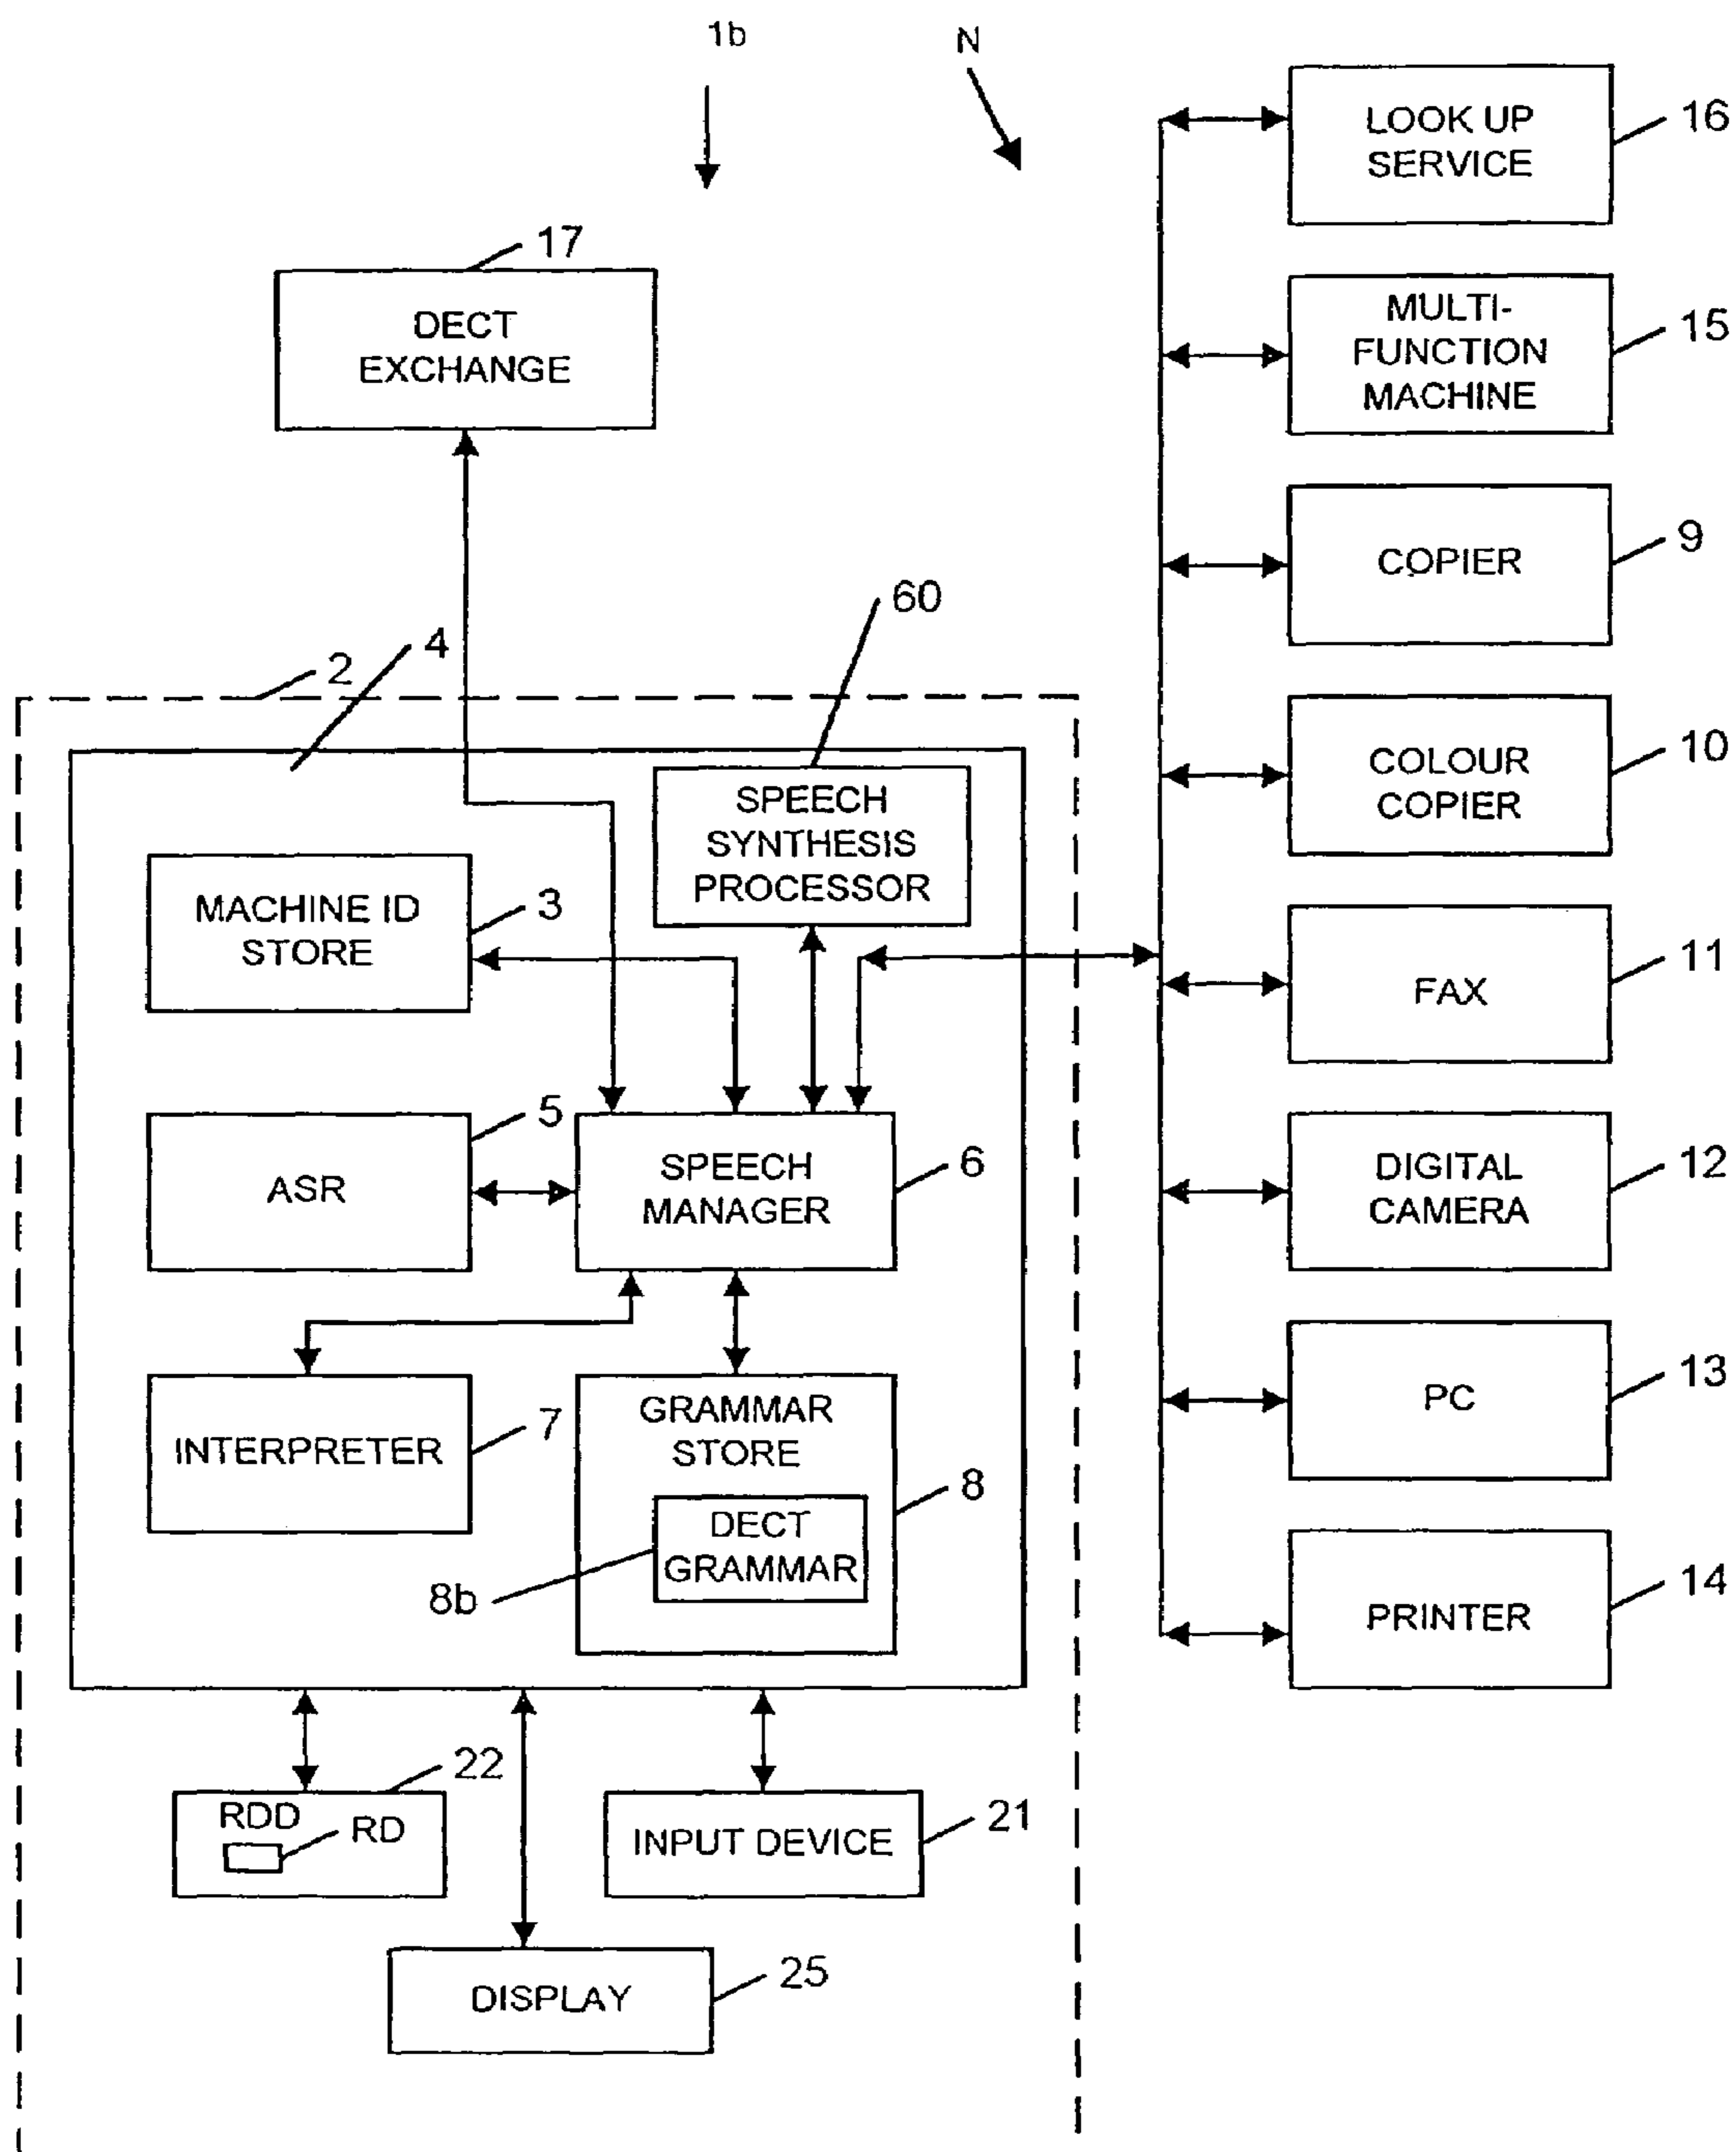 1b
N
LOOK UP
SERVICE
16
17
DECT
EXCHANGE
MULTI-
FUNCTION
MACHINE
15
COPIER
9
60
4
2
SPEECH
SYNTHESIS
PROCESSOR
COLOUR
COPIER
10
MACHINE ID
STORE
3
FAX
11
5
ASR
SPEECH
MANAGER
6
DIGITAL
CAMERA
12
INTERPRETER
7
GRAMMAR
STORE
8
DECT
GRAMMAR
8b
PC
13
PRINTER
14
22
RDD
RD
INPUT DEVICE
21
DISPLAY
25